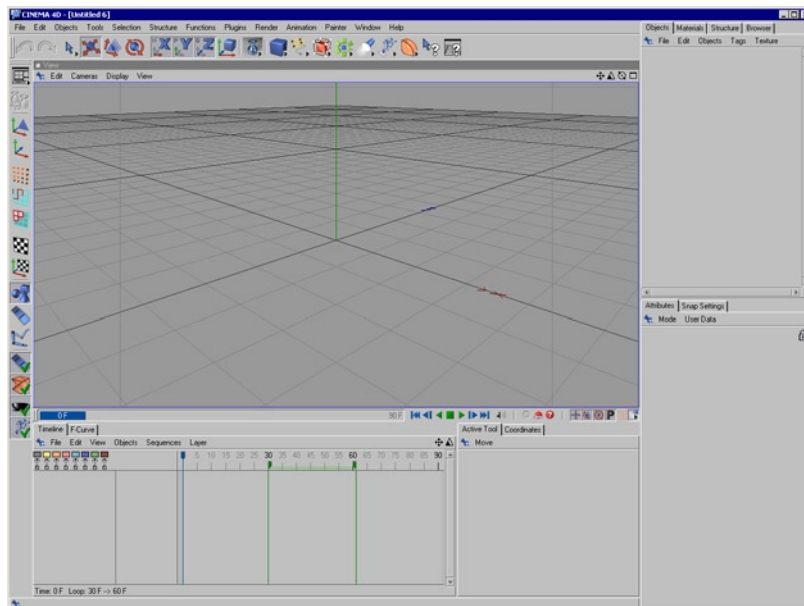 CINEMA 4D - [Untitled 6]
File Edit Objects Tools Selection Structure Functions Plugins Render Animation Painter Window Help
Objects Materials Structure Browser
File Edit Objects Tags Texture
View
Edit Cameras Display View
Attributes Snap Settings
Mode User Data
0 F 90 F
Timeline F-Curve
File Edit View Objects Sequences Layer
5 10 15 20 25 30 35 40 45 50 55 60 65 70 75 80 85 90
Active Tool Coordinates
Move
Time: 0 F Loop: 30 F -> 60 F